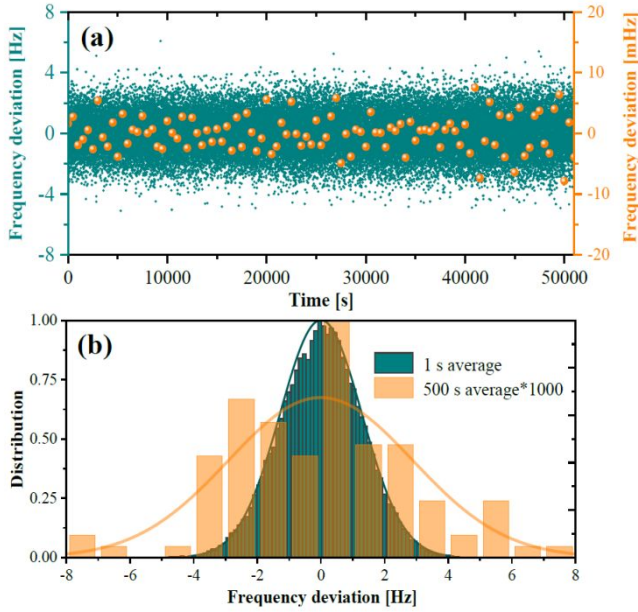 (a)
Frequency deviation [Hz]
8
4
0
-4
-8
Frequency deviation [mHz]
20
10
0
-10
-20
0 10000 20000 30000 40000 50000
Time [s]
(b)
Distribution
1.00
0.75
0.50
0.25
0.00
1 s average
500 s average*1000
-8 -6 -4 -2 0 2 4 6 8
Frequency deviation [Hz]